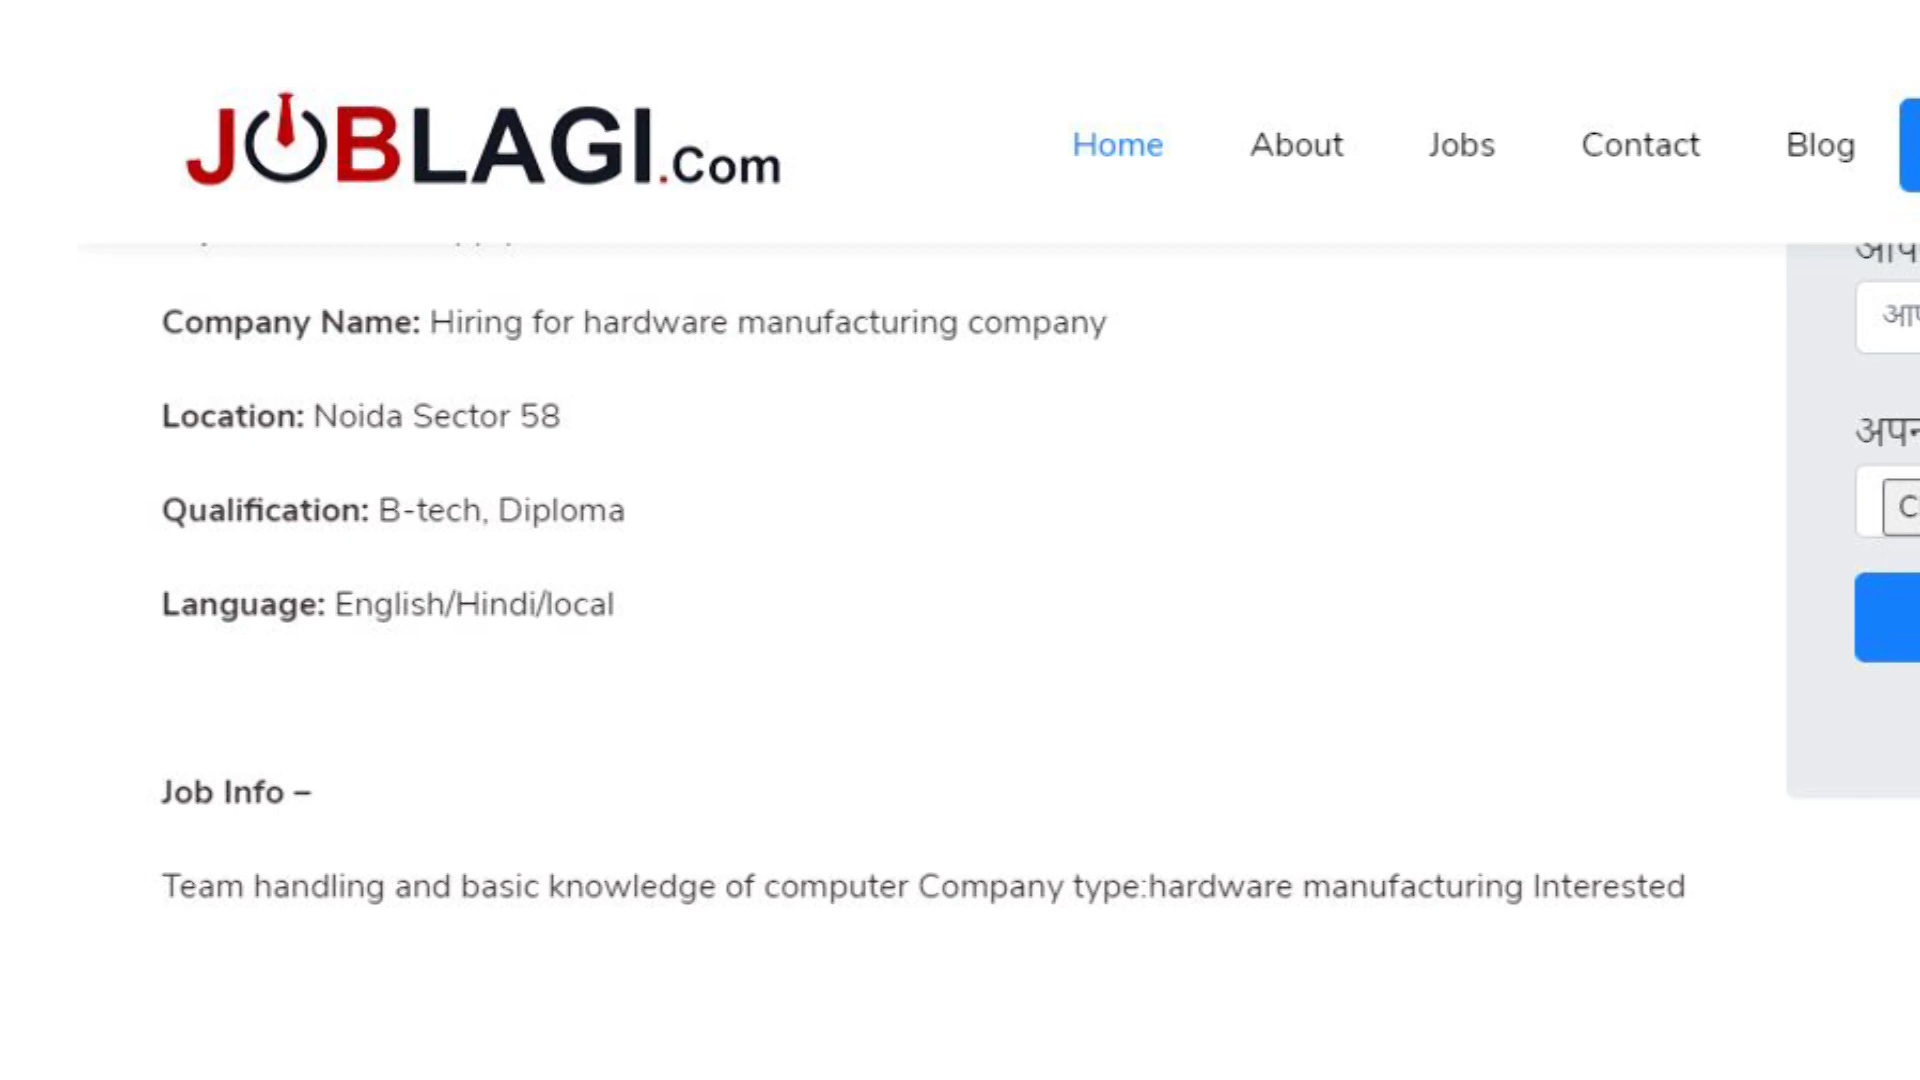 JOBLAGI.Com
Home About Jobs Contact Blog
Company Name: Hiring for hardware manufacturing company
Location: Noida Sector 58
Qualification: B-tech, Diploma
Language: English/Hindi/local
Job Info –
Team handling and basic knowledge of computer Company type:hardware manufacturing Interested